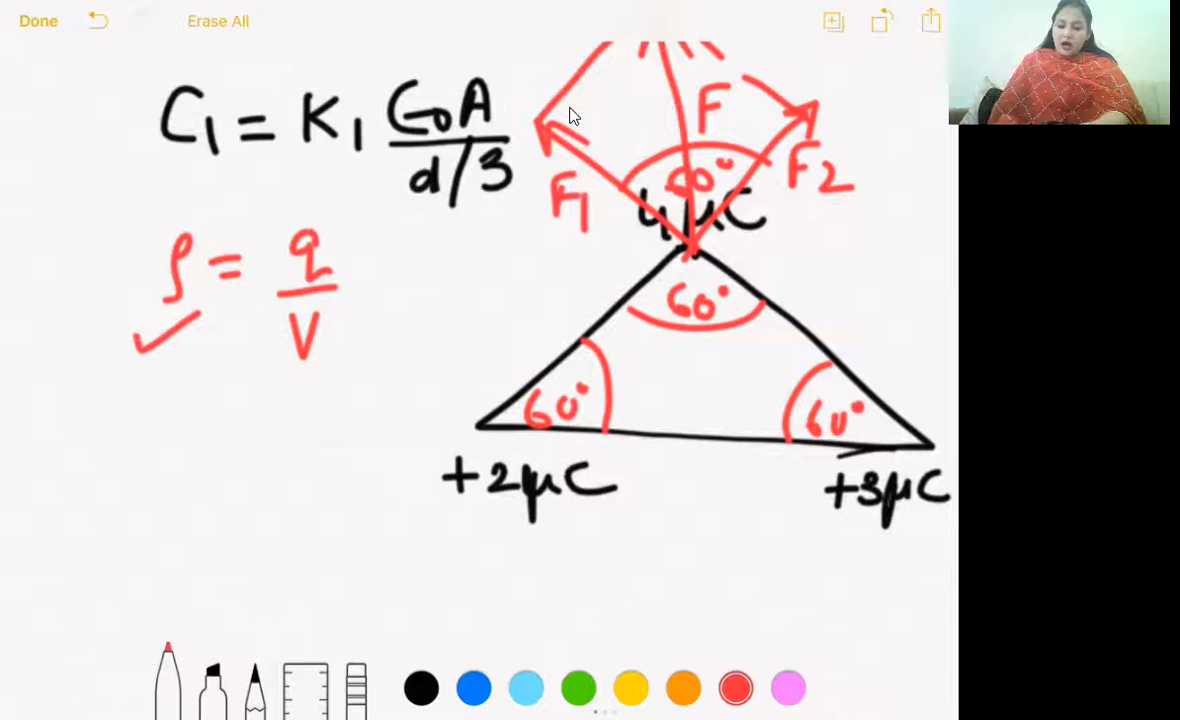 Done Erase All
C1 = K1 ϵ0A
d/3
F
F1
F2
60°
4μC
ρ = q
V
60°
60°
60°
+2μC
+3μC